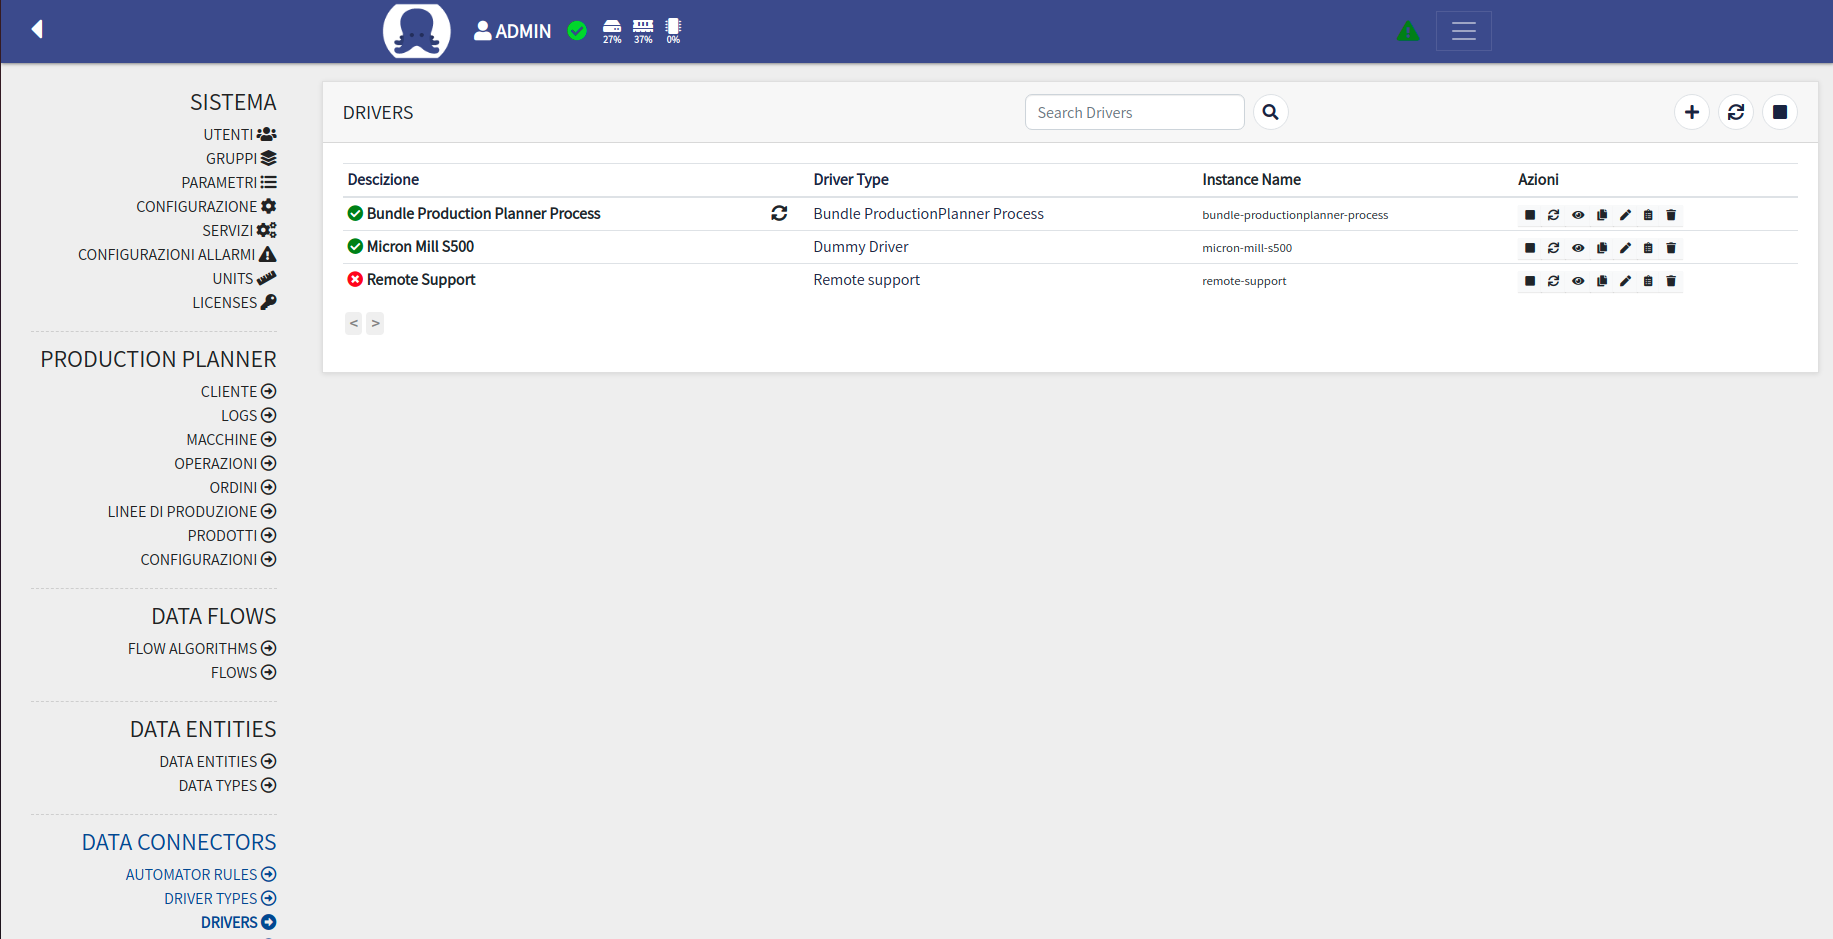 ADMIN
27% 37% 0%
SISTEMA
UTENTI
GRUPPI
PARAMETRI
CONFIGURAZIONE
SERVIZI
CONFIGURAZIONI ALLARMI
UNITS
LICENSES
PRODUCTION PLANNER
CLIENTE
LOGS
MACCHINE
OPERAZIONI
ORDINI
LINEE DI PRODUZIONE
PRODOTTI
CONFIGURAZIONI
DATA FLOWS
FLOW ALGORITHMS
FLOWS
DATA ENTITIES
DATA ENTITIES
DATA TYPES
DATA CONNECTORS
AUTOMATOR RULES
DRIVER TYPES
DRIVERS
DRIVERS
Search Drivers
Descizione Driver Type Instance Name Azioni
Bundle Production Planner Process Bundle ProductionPlanner Process bundle-productionplanner-process
Micron Mill S500 Dummy Driver micron-mill-s500
Remote Support Remote support remote-support
< >